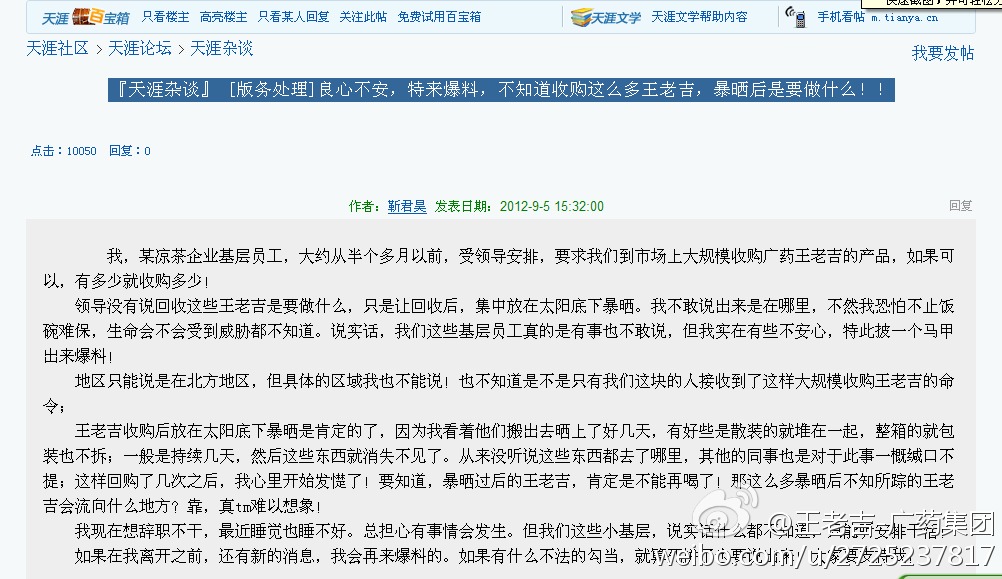 天涯百宝箱 只看楼主 高亮楼主 只看某人回复 关注此帖 免费试用百宝箱 天涯文学 天涯文学帮助内容 手机看帖 m.tianya.cn
天涯社区 > 天涯论坛 > 天涯杂谈
我要发帖
『天涯杂谈』 [版务处理]良心不安，特来爆料，不知道收购这么多王老吉，暴晒后是要做什么！！
点击：10050 回复：0
作者：靳君昊 发表日期：2012-9-5 15:32:00
回复
我，某凉茶企业基层员工，大约从半个多月以前，受领导安排，要求我们到市场上大规模收购广药王老吉的产品，如果可
以，有多少就收购多少！
领导没有说回收这些王老吉是要做什么，只是让回收后，集中放在太阳底下暴晒。我不敢说出来是在哪里，不然我恐怕不止饭
碗难保，生命会不会受到威胁都不知道。说实话，我们这些基层员工真的是有事也不敢说，但我实在有些不安心，特此披一个马甲
出来爆料！
地区只能说是在北方地区，但具体的区域我也不能说！也不知道是不是只有我们这块的人接收到了这样大规模收购王老吉的命
令；
王老吉收购后放在太阳底下暴晒是肯定的了，因为我看着他们搬出去晒上了好几天，有好些是散装的就堆在一起，整箱的就包
装也不拆；一般是持续几天，然后这些东西就消失不见了。从来没听说这些东西都去了哪里，其他的同事也是对于此事一概缄口不
提；这样回购了几次之后，我心里开始发慌了！要知道，暴晒过后的王老吉，肯定是不能再喝了！那这么多暴晒后不知所踪的王老
吉会流向什么地方？靠，真tm难以想象！
我现在想辞职不干，最近睡觉也睡不好。总担心有事情会发生。但我们这些小基层，说实话什么都不知道，
如果在我离开之前，还有新的消息，我会再来爆料的。如果有什么不法的勾当，就
@王老吉-广药集团
weibo.com/u/2728237817